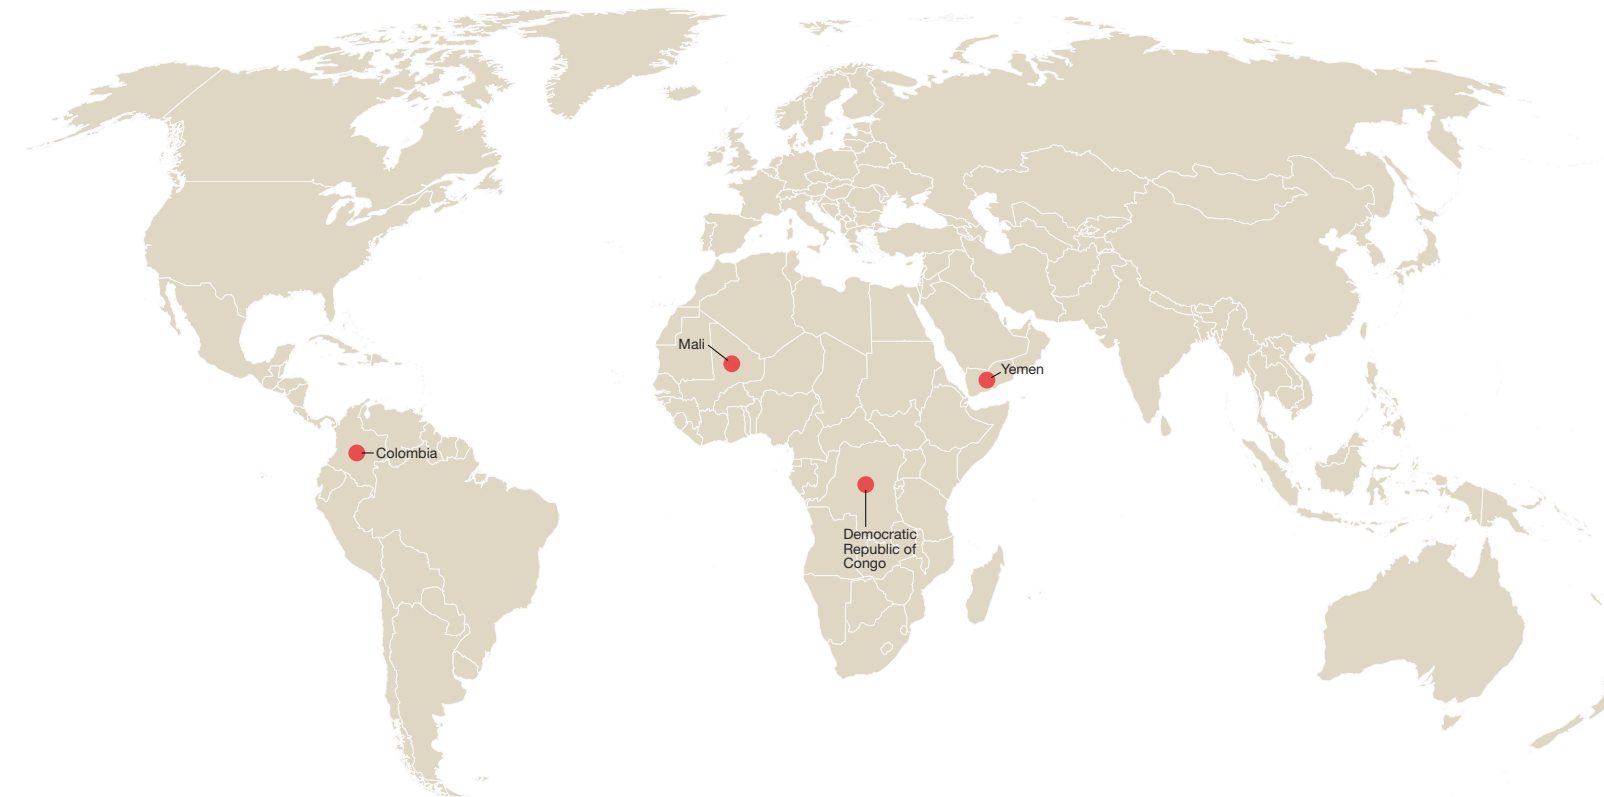 Mali
Yemen
Colombia
Democratic
Republic of
Congo